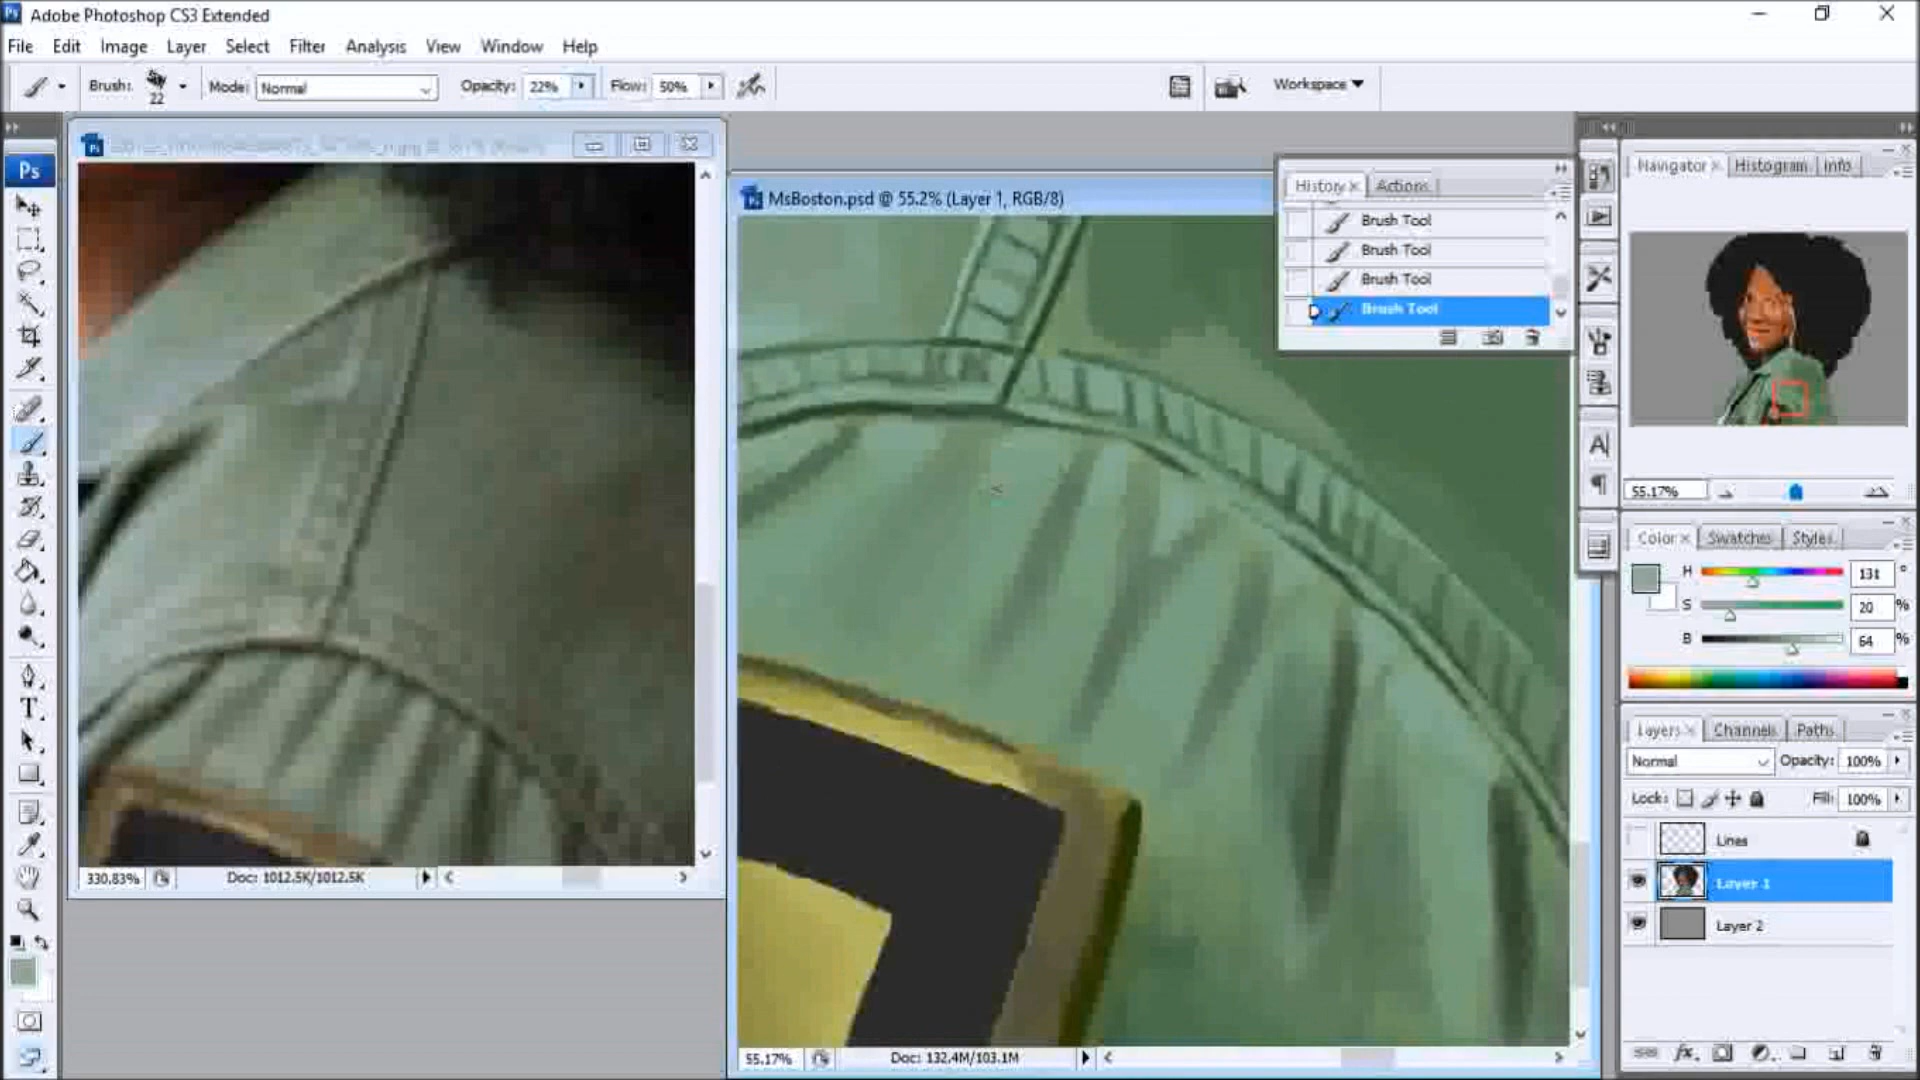 Ps Adobe Photoshop CS3 Extended
File Edit Image Layer Select Filter Analysis View Window Help
Brush: 22 Mode: Normal Opacity: 22% Flow: 50% Workspace
Ps
MsBoston.psd @ 55.2% (Layer 1, RGB/8)
History Actions
Brush Tool
Brush Tool
Brush Tool
Brush Tool
Navigator Histogram Info
55.17%
Color Swatches Styles
H 131 °
S 20 %
B 64 %
Layers Channels Paths
Normal Opacity: 100%
Lock: Fill: 100%
Lines
Layer 1
Layer 2
330.83% Doc: 1012.5K/1012.5K
55.17% Doc: 132.4M/103.1M